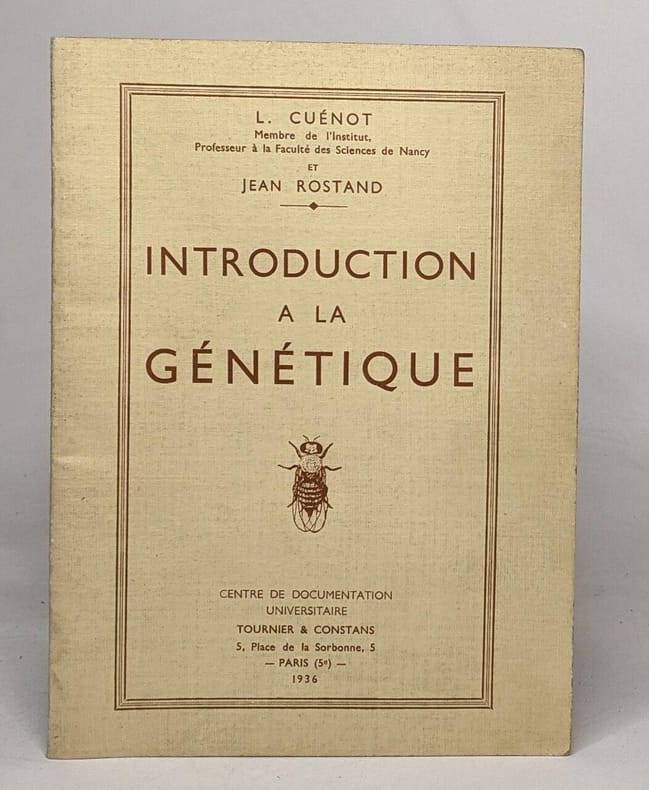 L. CUÉNOT
Membre de l'Institut,
Professeur à la Faculté des Sciences de Nancy
ET
JEAN ROSTAND
INTRODUCTION
A LA
GÉNÉTIQUE
CENTRE DE DOCUMENTATION
UNIVERSITAIRE
TOURNIER & CONSTANS
5, Place de la Sorbonne, 5
— PARIS (5e) —
1936